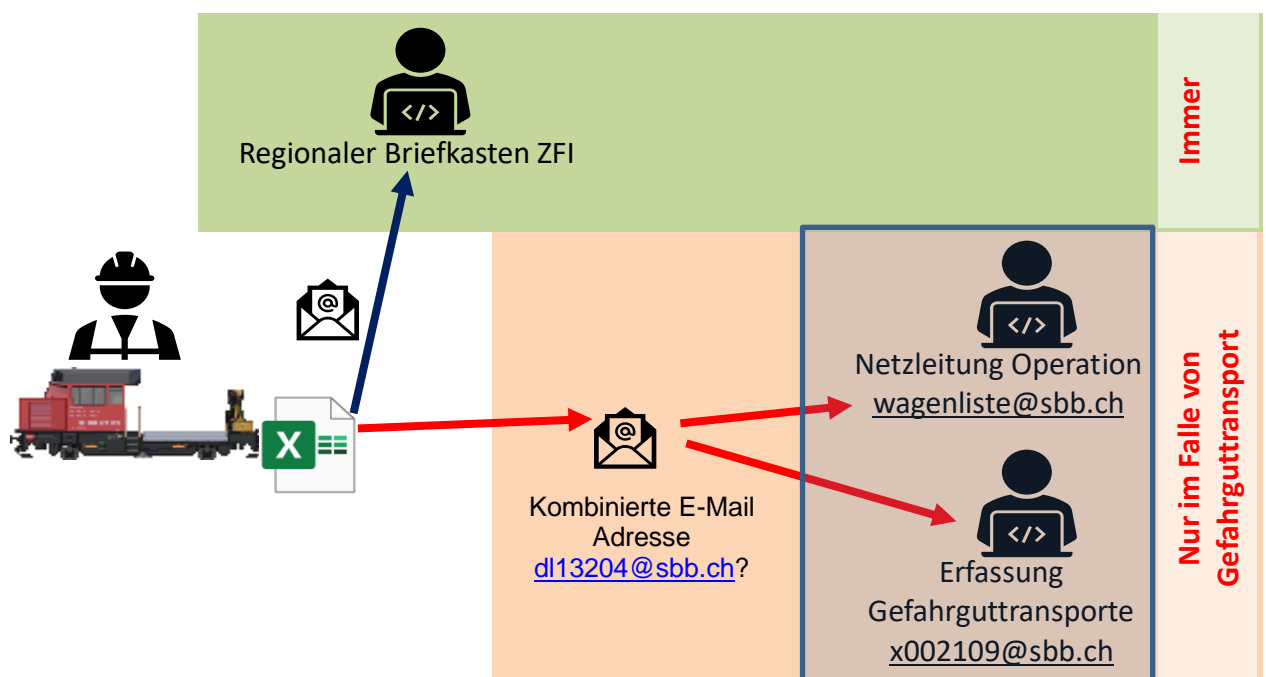 </>
Regionaler Briefkasten ZFI
Immer
@
X
@
Kombinierte E-Mail
Adresse
dl13204@sbb.ch?
</>
Netzleitung Operation
wagenliste@sbb.ch
</>
Erfassung
Gefahrguttransporte
x002109@sbb.ch
Nur im Falle von
Gefahrguttransport